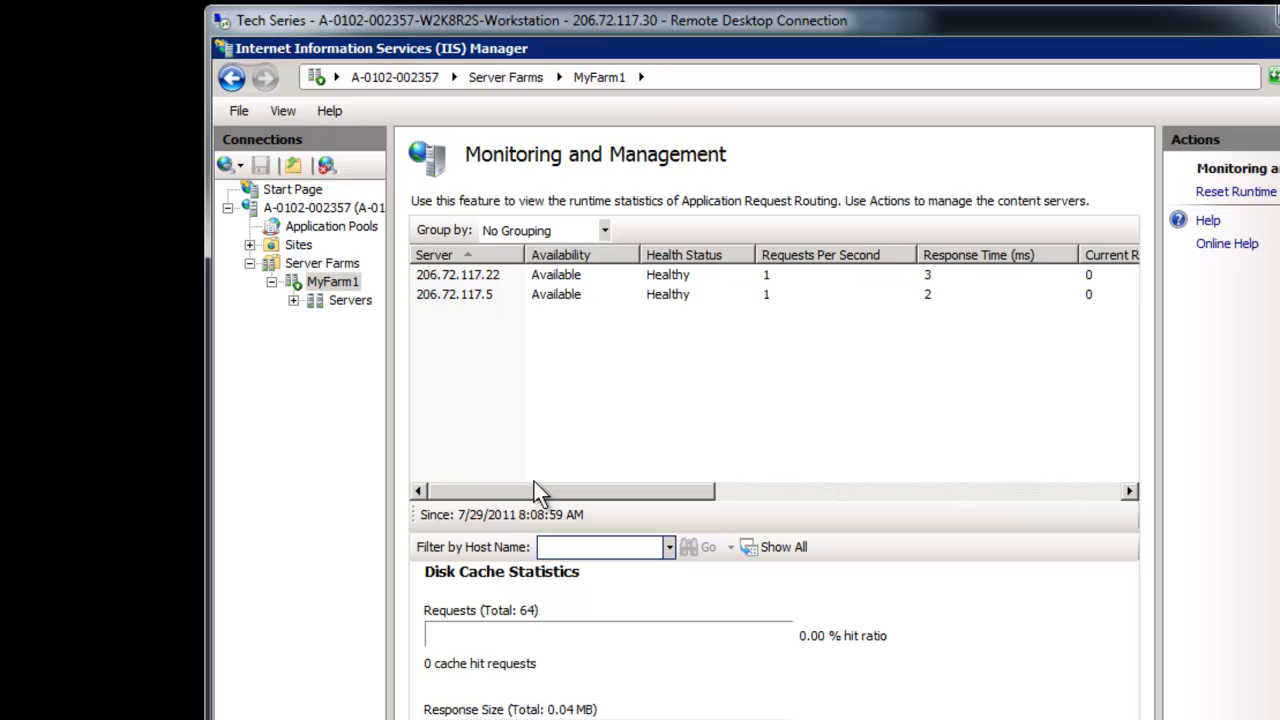 Tech Series - A-0102-002357-W2K8R2S-Workstation - 206.72.117.30 - Remote Desktop Connection
Internet Information Services (IIS) Manager
A-0102-002357 Server Farms MyFarm1
File View Help
Connections
Start Page
A-0102-002357 (A-01
Application Pools
Sites
Server Farms
MyFarm1
Servers
Monitoring and Management
Use this feature to view the runtime statistics of Application Request Routing. Use Actions to manage the content servers.
Group by: No Grouping
Server Availability Health Status Requests Per Second Response Time (ms) Current R
206.72.117.22 Available Healthy 1 3 0
206.72.117.5 Available Healthy 1 2 0
Since: 7/29/2011 8:08:59 AM
Filter by Host Name: Go Show All
Disk Cache Statistics
Requests (Total: 64)
0.00 % hit ratio
0 cache hit requests
Response Size (Total: 0.04 MB)
Actions
Monitoring a
Reset Runtime
Help
Online Help